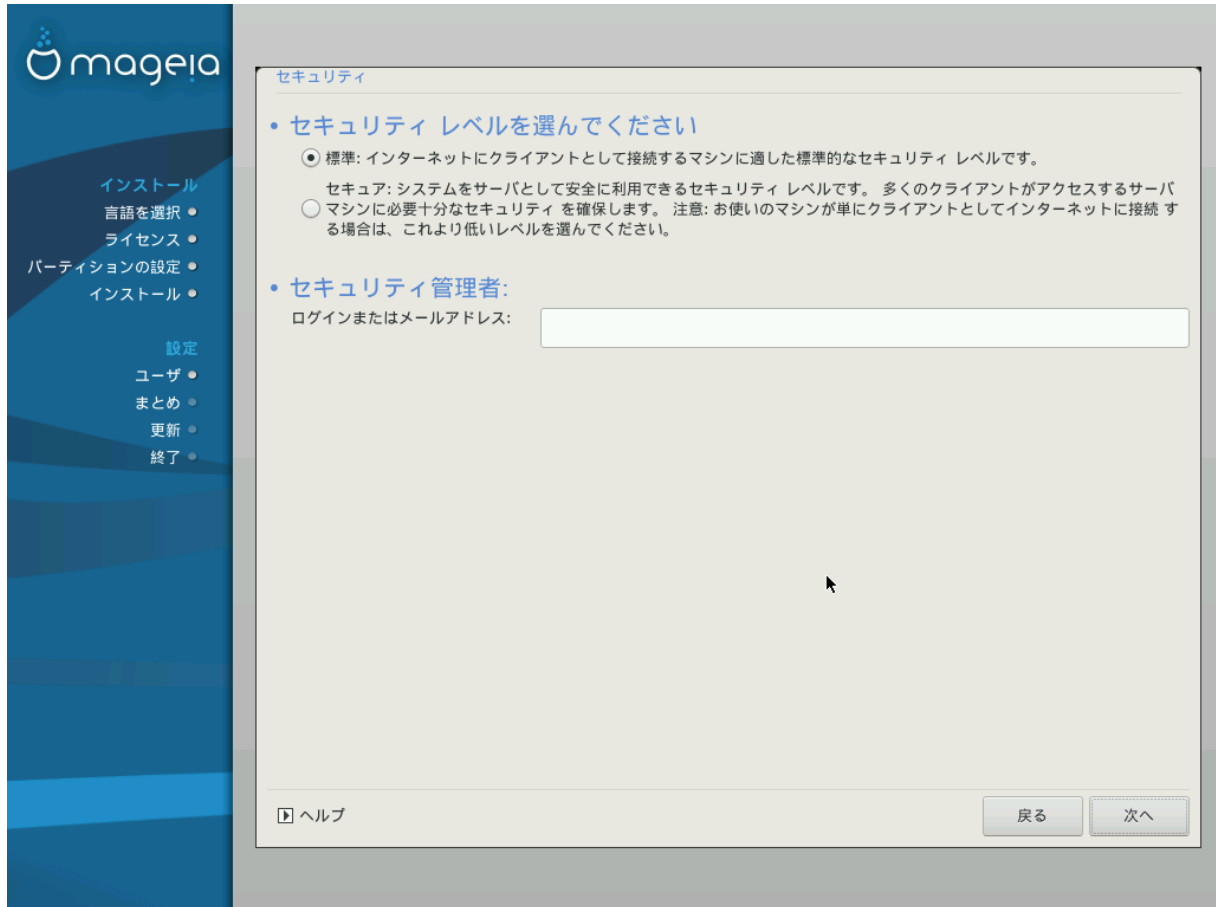 mageia
インストール
言語を選択
ライセンス
パーティションの設定
インストール
設定
ユーザ
まとめ
更新
終了
セキュリティ
• セキュリティ レベルを選んでください
標準: インターネットにクライアントとして接続するマシンに適した標準的なセキュリティ レベルです。
セキュア: システムをサーバとして安全に利用できるセキュリティ レベルです。 多くのクライアントがアクセスするサーバ
マシンに必要十分なセキュリティ を確保します。 注意: お使いのマシンが単にクライアントとしてインターネットに接続 す
る場合は、これより低いレベルを選んでください。
• セキュリティ管理者:
ログインまたはメールアドレス:
ヘルプ
戻る
次へ